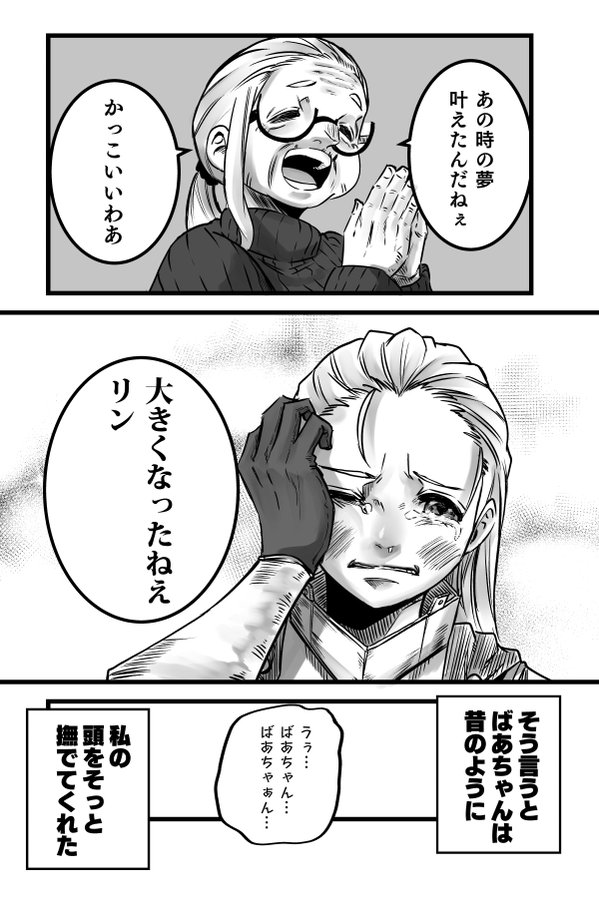 あの時の夢
叶えたんだねぇ
かっこいいわあ
大きくなったねえ
リン
そう言うと
ばあちゃんは
昔のように
うぅ…
ばあちゃん…
ばあちゃぁん…
私の
頭をそっと
撫でてくれた